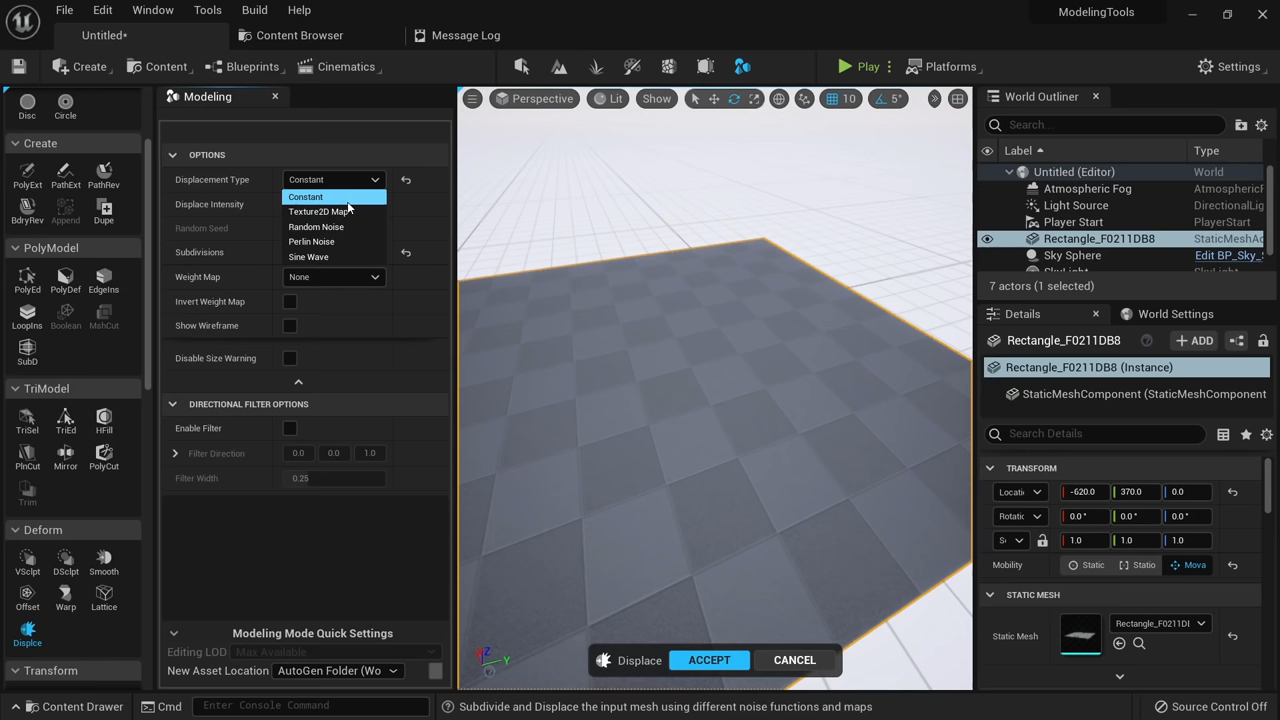 File Edit Window Tools Build Help ModelingTools
Untitled* Content Browser Message Log
Create Content Blueprints Cinematics Play Platforms Settings
Disc Circle
Create
PolyExt PathExt PathRev
BdryRev Append Dupe
PolyModel
PolyEd PolyDef EdgeIns
LoopIns Boolean MshCut
SubD
TriModel
TriSel TriEd HFill
PlnCut Mirror PolyCut
Trim
Deform
VSclpt DSclpt Smooth
Offset Warp Lattice
Displce
Transform
Modeling
OPTIONS
Displacement Type Constant
Constant
Displace Intensity
Texture2D Map
Random Seed
Random Noise
Perlin Noise
Subdivisions
Sine Wave
Weight Map None
Invert Weight Map
Show Wireframe
Disable Size Warning
DIRECTIONAL FILTER OPTIONS
Enable Filter
Filter Direction 0.0 0.0 1.0
Filter Width 0.25
Modeling Mode Quick Settings
Editing LOD Max Available
New Asset Location AutoGen Folder (Wo
Perspective Lit Show 10 5°
Z
X
Y
Displace ACCEPT CANCEL
World Outliner
Search...
Label Type
Untitled (Editor) World
Atmospheric Fog Atmospheric
Light Source DirectionalL
Player Start PlayerStart
Rectangle_F0211DB8 StaticMeshAc
Sky Sphere Edit BP_Sky_S
SkyLight
7 actors (1 selected)
Details World Settings
Rectangle_F0211DB8 ADD
Rectangle_F0211DB8 (Instance)
StaticMeshComponent (StaticMeshComponent
Search Details
TRANSFORM
Locati -620.0 370.0 0.0
Rotatic 0.0° 0.0° 0.0°
S 1.0 1.0 1.0
Mobility Static Statio Mova
STATIC MESH
Static Mesh Rectangle_F0211DI
Content Drawer Cmd Enter Console Command Subdivide and Displace the input mesh using different noise functions and maps Source Control Off